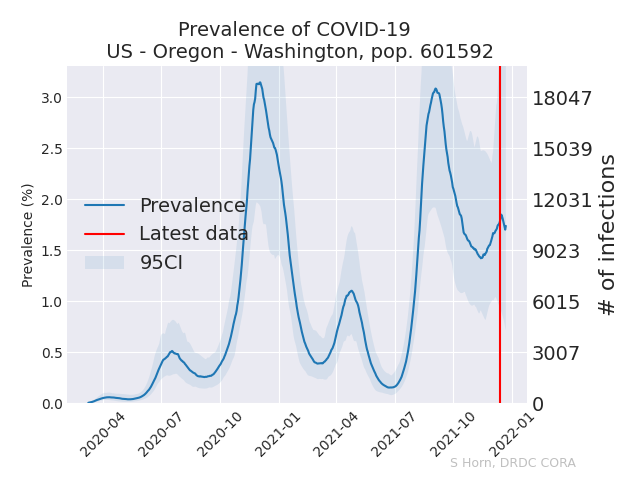 Prevalence of COVID-19
US - Oregon - Washington, pop. 601592
Prevalence (%)
3.0
2.5
2.0
1.5
1.0
0.5
0.0
Prevalence
Latest data
95CI
18047
15039
12031
9023
6015
3007
0
# of infections
2020-04
2020-07
2020-10
2021-01
2021-04
2021-07
2021-10
2022-01
S Horn, DRDC CORA